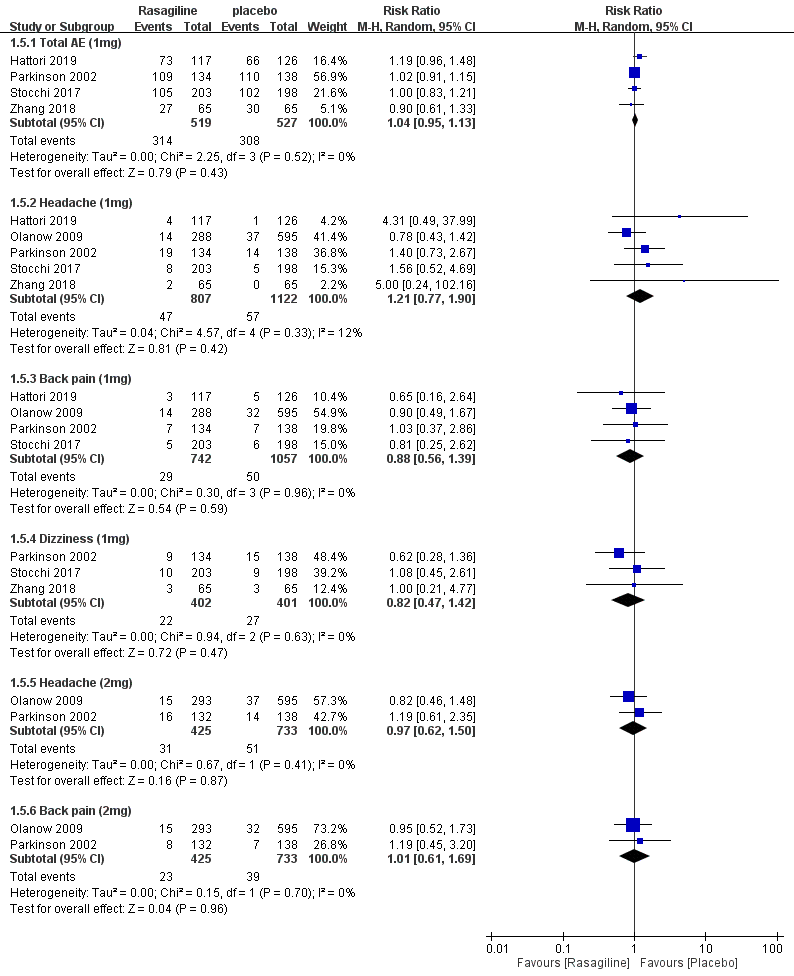 Rasagiline placebo Risk Ratio Risk Ratio
Study or Subgroup Events Total Events Total Weight M-H, Random, 95% CI M-H, Random, 95% CI
1.5.1 Total AE (1mg)
Hattori 2019 73 117 66 126 16.4% 1.19 [0.96, 1.48]
Parkinson 2002 109 134 110 138 56.9% 1.02 [0.91, 1.15]
Stocchi 2017 105 203 102 198 21.6% 1.00 [0.83, 1.21]
Zhang 2018 27 65 30 65 5.1% 0.90 [0.61, 1.33]
Subtotal (95% CI) 519 527 100.0% 1.04 [0.95, 1.13]
Total events 314 308
Heterogeneity: Tau² = 0.00; Chi² = 2.25, df = 3 (P = 0.52); I² = 0%
Test for overall effect: Z = 0.79 (P = 0.43)
1.5.2 Headache (1mg)
Hattori 2019 4 117 1 126 4.2% 4.31 [0.49, 37.99]
Olanow 2009 14 288 37 595 41.4% 0.78 [0.43, 1.42]
Parkinson 2002 19 134 14 138 36.8% 1.40 [0.73, 2.67]
Stocchi 2017 8 203 5 198 15.3% 1.56 [0.52, 4.69]
Zhang 2018 2 65 0 65 2.2% 5.00 [0.24, 102.16]
Subtotal (95% CI) 807 1122 100.0% 1.21 [0.77, 1.90]
Total events 47 57
Heterogeneity: Tau² = 0.04; Chi² = 4.57, df = 4 (P = 0.33); I² = 12%
Test for overall effect: Z = 0.81 (P = 0.42)
1.5.3 Back pain (1mg)
Hattori 2019 3 117 5 126 10.4% 0.65 [0.16, 2.64]
Olanow 2009 14 288 32 595 54.9% 0.90 [0.49, 1.67]
Parkinson 2002 7 134 7 138 19.8% 1.03 [0.37, 2.86]
Stocchi 2017 5 203 6 198 15.0% 0.81 [0.25, 2.62]
Subtotal (95% CI) 742 1057 100.0% 0.88 [0.56, 1.39]
Total events 29 50
Heterogeneity: Tau² = 0.00; Chi² = 0.30, df = 3 (P = 0.96); I² = 0%
Test for overall effect: Z = 0.54 (P = 0.59)
1.5.4 Dizziness (1mg)
Parkinson 2002 9 134 15 138 48.4% 0.62 [0.28, 1.36]
Stocchi 2017 10 203 9 198 39.2% 1.08 [0.45, 2.61]
Zhang 2018 3 65 3 65 12.4% 1.00 [0.21, 4.77]
Subtotal (95% CI) 402 401 100.0% 0.82 [0.47, 1.42]
Total events 22 27
Heterogeneity: Tau² = 0.00; Chi² = 0.94, df = 2 (P = 0.63); I² = 0%
Test for overall effect: Z = 0.72 (P = 0.47)
1.5.5 Headache (2mg)
Olanow 2009 15 293 37 595 57.3% 0.82 [0.46, 1.48]
Parkinson 2002 16 132 14 138 42.7% 1.19 [0.61, 2.35]
Subtotal (95% CI) 425 733 100.0% 0.97 [0.62, 1.50]
Total events 31 51
Heterogeneity: Tau² = 0.00; Chi² = 0.67, df = 1 (P = 0.41); I² = 0%
Test for overall effect: Z = 0.16 (P = 0.87)
1.5.6 Back pain (2mg)
Olanow 2009 15 293 32 595 73.2% 0.95 [0.52, 1.73]
Parkinson 2002 8 132 7 138 26.8% 1.19 [0.45, 3.20]
Subtotal (95% CI) 425 733 100.0% 1.01 [0.61, 1.69]
Total events 23 39
Heterogeneity: Tau² = 0.00; Chi² = 0.15, df = 1 (P = 0.70); I² = 0%
Test for overall effect: Z = 0.04 (P = 0.96)
0.01 0.1 1 10 100
Favours [Rasagiline] Favours [Placebo]